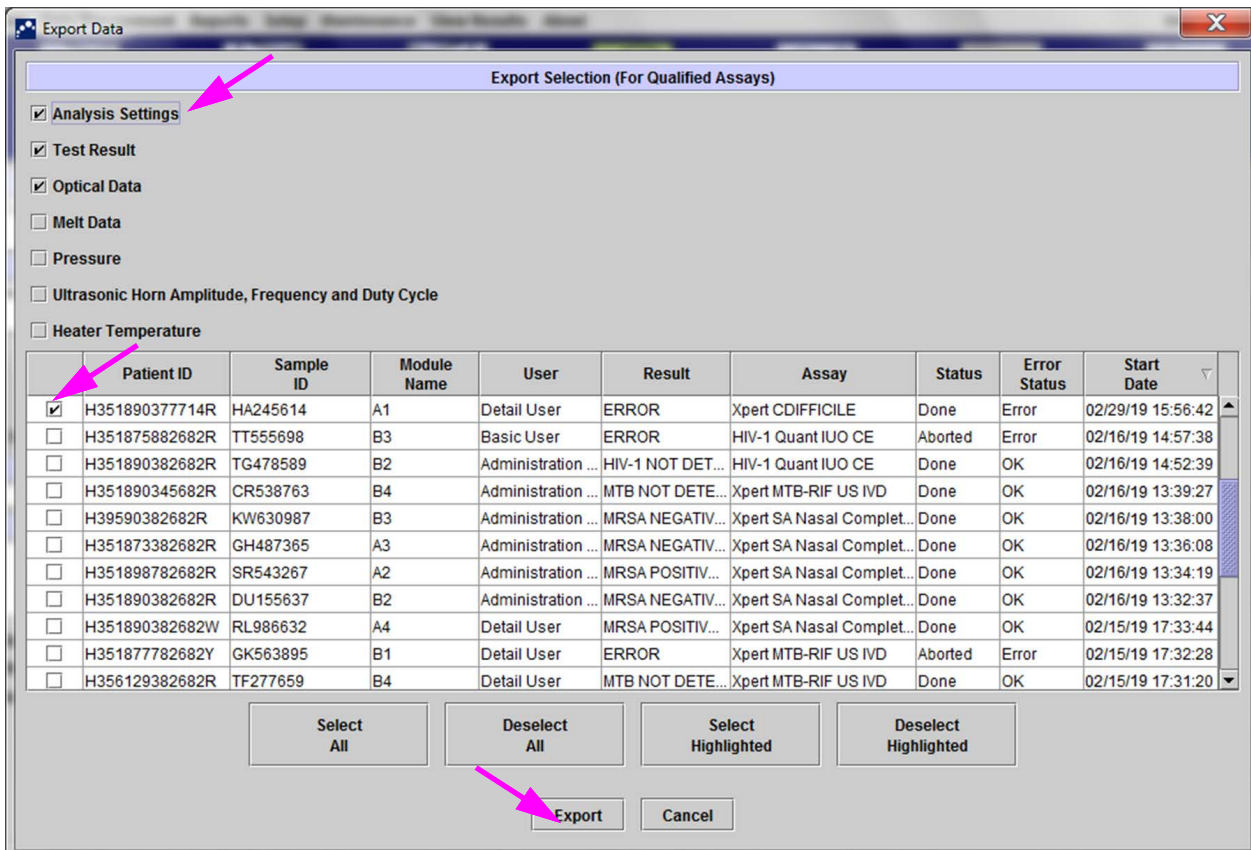 Export Data
Export Selection (For Qualified Assays)
Analysis Settings
Test Result
Optical Data
Melt Data
Pressure
Ultrasonic Horn Amplitude, Frequency and Duty Cycle
Heater Temperature
Patient ID Sample ID Module Name User Result Assay Status Error Status Start Date
H351890377714R HA245614 A1 Detail User ERROR Xpert CDIFFICILE Done Error 02/29/19 15:56:42
H351875882682R TT555698 B3 Basic User ERROR HIV-1 Quant IUO CE Aborted Error 02/16/19 14:57:38
H351890382682R TG478589 B2 Administration ... HIV-1 NOT DET... HIV-1 Quant IUO CE Done OK 02/16/19 14:52:39
H351890345682R CR538763 B4 Administration ... MTB NOT DETE... Xpert MTB-RIF US IVD Done OK 02/16/19 13:39:27
H39590382682R KW630987 B3 Administration ... MRSA NEGATIV... Xpert SA Nasal Complet... Done OK 02/16/19 13:38:00
H351873382682R GH487365 A3 Administration ... MRSA NEGATIV... Xpert SA Nasal Complet... Done OK 02/16/19 13:36:08
H351898782682R SR543267 A2 Administration ... MRSA POSITIV... Xpert SA Nasal Complet... Done OK 02/16/19 13:34:19
H351890382682R DU155637 B2 Administration ... MRSA NEGATIV... Xpert SA Nasal Complet... Done OK 02/16/19 13:32:37
H351890382682W RL986632 A4 Detail User MRSA POSITIV... Xpert SA Nasal Complet... Done OK 02/15/19 17:33:44
H351877782682Y GK563895 B1 Detail User ERROR Xpert MTB-RIF US IVD Aborted Error 02/15/19 17:32:28
H356129382682R TF277659 B4 Detail User MTB NOT DETE... Xpert MTB-RIF US IVD Done OK 02/15/19 17:31:20
Select All Deselect All Select Highlighted Deselect Highlighted
Export Cancel